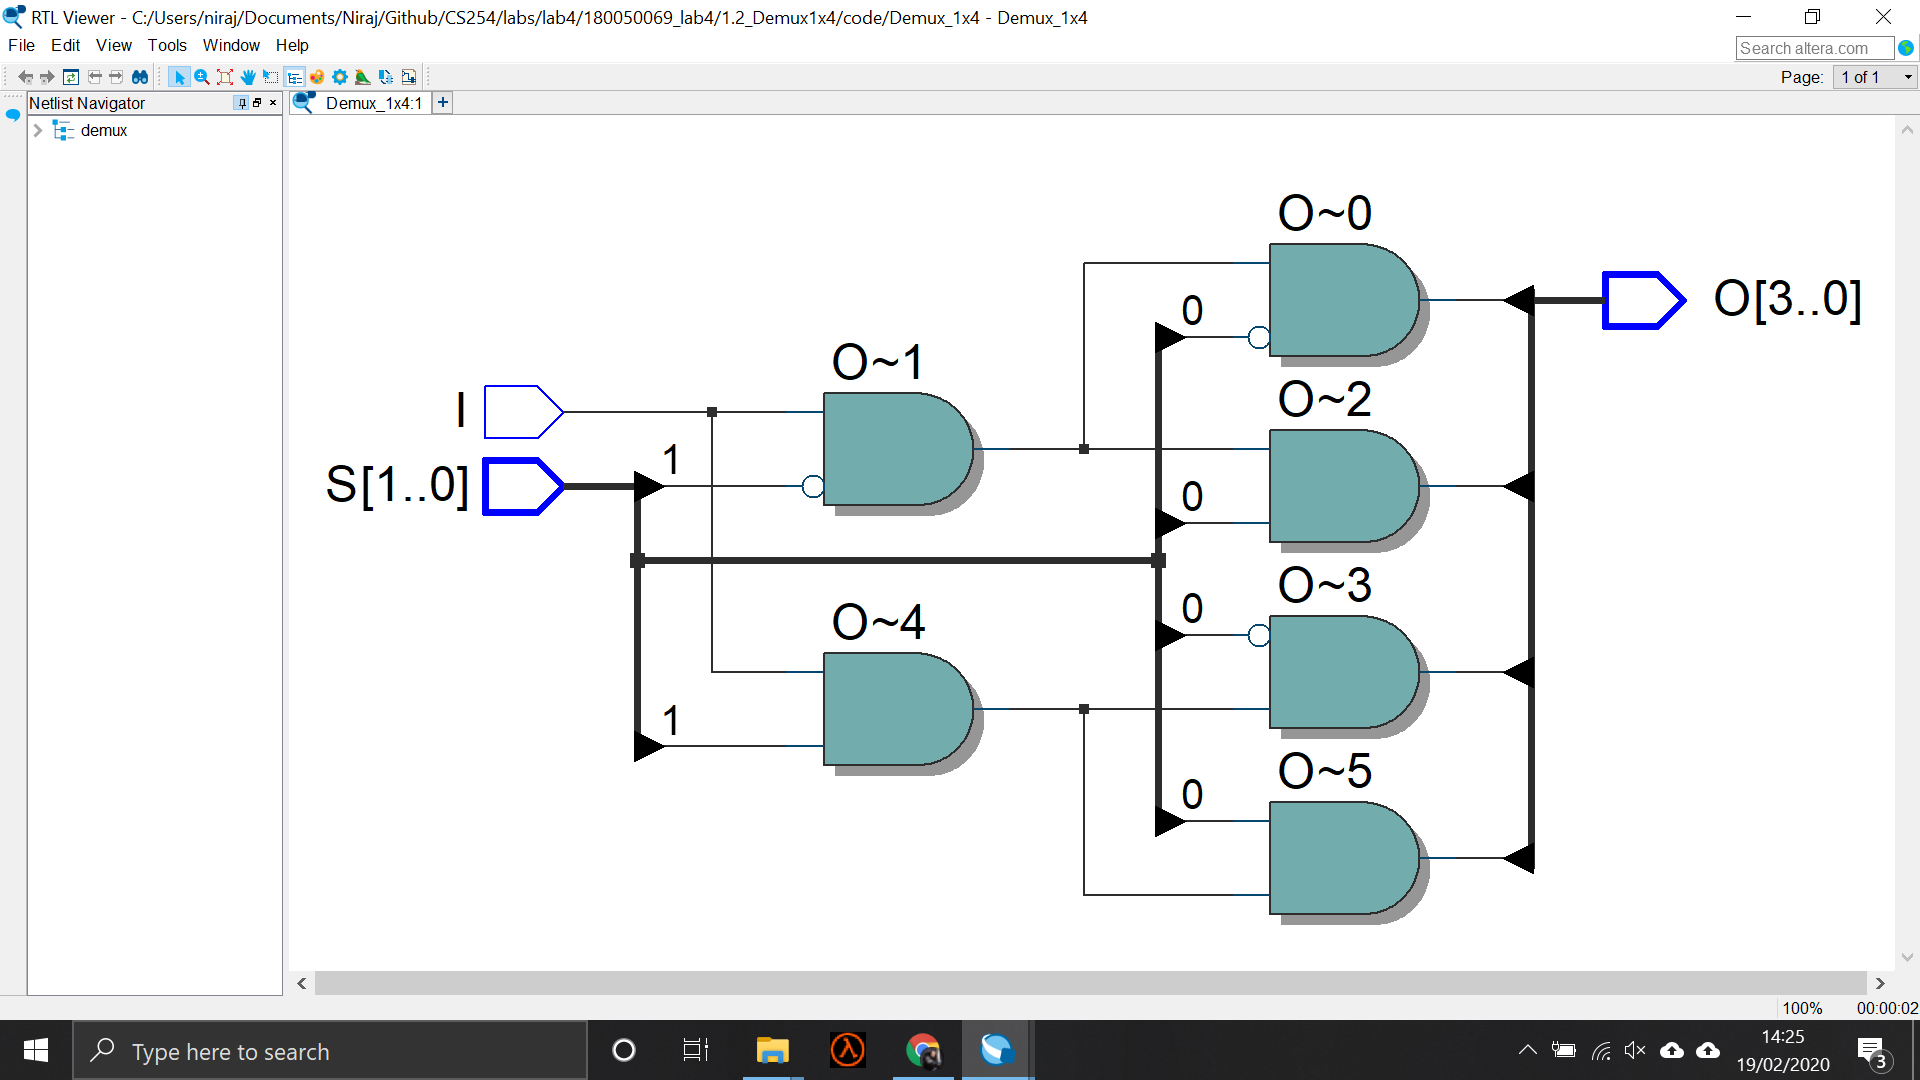 RTL Viewer - C:/Users/niraj/Documents/Niraj/Github/CS254/labs/lab4/180050069_lab4/1.2_Demux1x4/code/Demux_1x4 - Demux_1x4
File Edit View Tools Window Help
Search altera.com
Page: 1 of 1
Netlist Navigator
Demux_1x4:1
demux
O~0
0
O[3..0]
O~1
I
O~2
1
S[1..0]
0
O~3
0
O~4
1
O~5
0
100% 00:00:02
Type here to search
14:25
19/02/2020
3